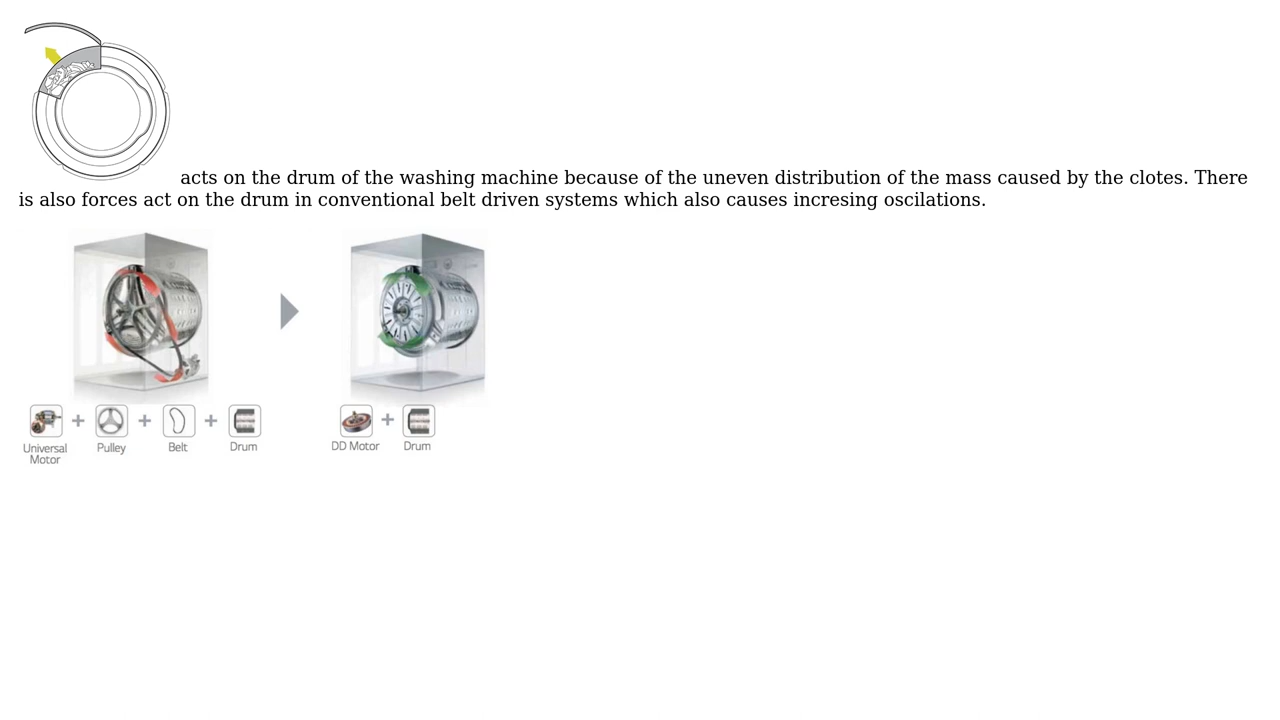 acts on the drum of the washing machine because of the uneven distribution of the mass caused by the clotes. There
is also forces act on the drum in conventional belt driven systems which also causes incresing oscilations.
Universal Motor + Pulley + Belt + Drum
DD Motor + Drum